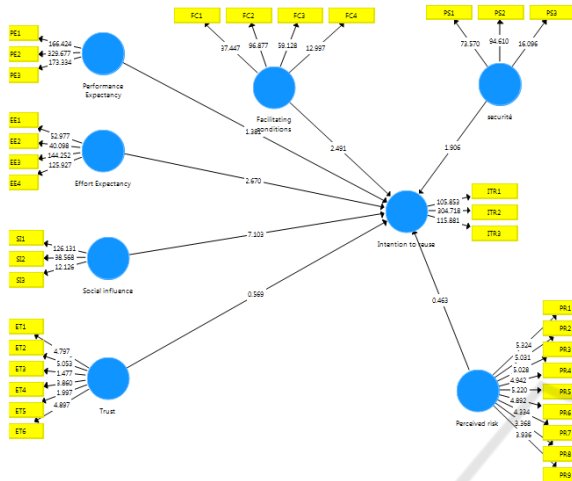 FC1
FC2
FC3
FC4
PS1
PS2
PS3
PE1
PE2
PE3
166.424
329.677
173.334
Performance
Expectancy
37.447
96.877
59.128
12.997
Facilitating
conditions
73.570
94.610
16.096
securité
EE1
EE2
EE3
EE4
52.977
40.098
144.252
125.927
Effort Expectancy
2.491
1.906
2.670
ITR1
ITR2
ITR3
105.853
304.718
115.881
Intention to reuse
SI1
SI2
SI3
126.131
38.568
12.126
Social influence
7.103
0.569
0.463
ET1
ET2
ET3
ET4
ET5
ET6
4.797
5.053
1.477
3.860
1.997
4.897
Trust
PR1
PR2
PR3
PR4
PR5
PR6
PR7
PR8
PR9
5.324
5.031
5.028
4.942
5.220
4.892
4.334
3.368
3.936
Perceived risk